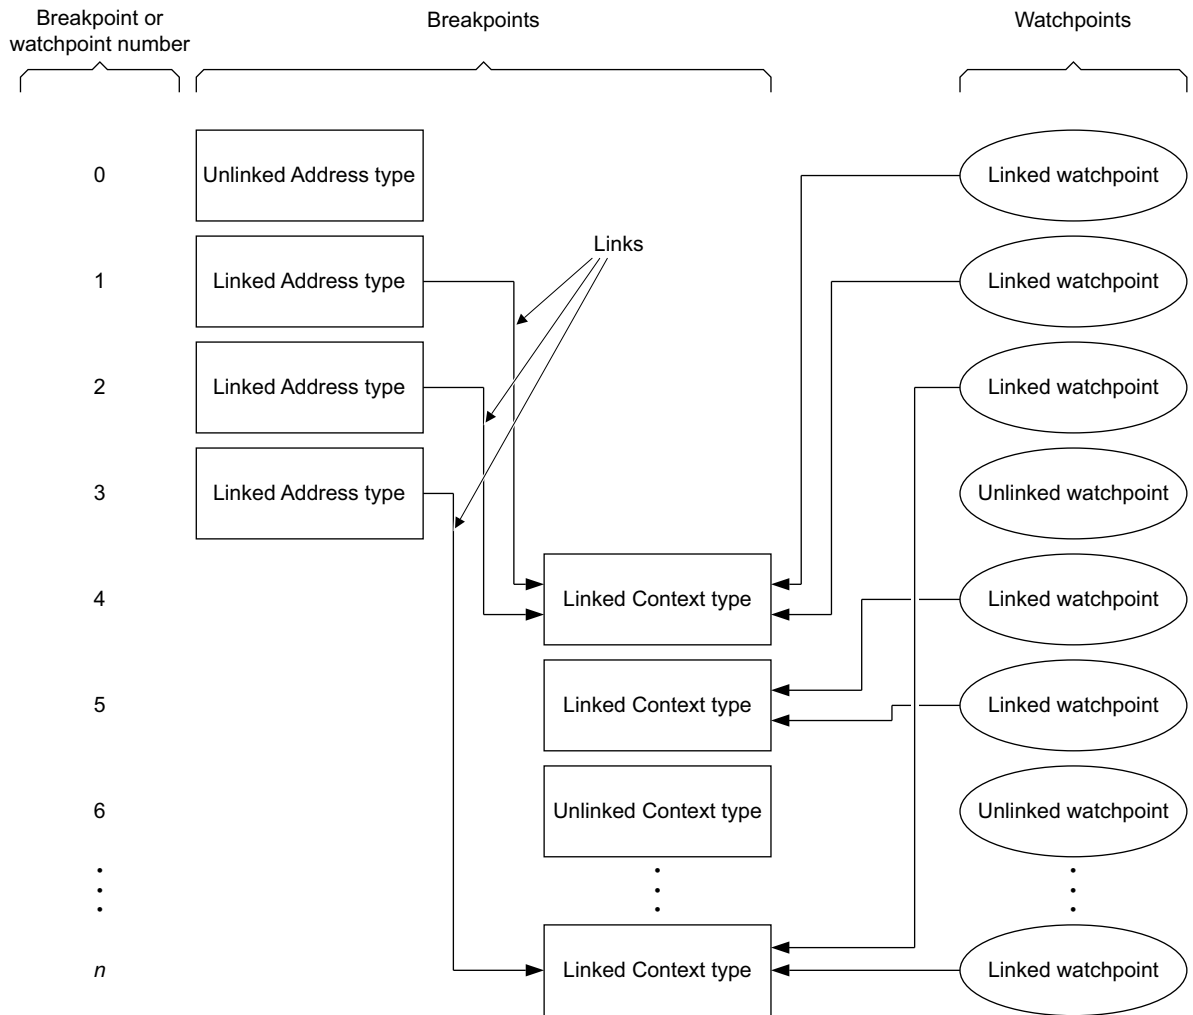 Breakpoint or
watchpoint number
Breakpoints
Watchpoints
0
Unlinked Address type
Linked watchpoint
Links
1
Linked Address type
Linked watchpoint
2
Linked Address type
Linked watchpoint
3
Linked Address type
Unlinked watchpoint
4
Linked Context type
Linked watchpoint
5
Linked Context type
Linked watchpoint
6
Unlinked Context type
Unlinked watchpoint
n
Linked Context type
Linked watchpoint